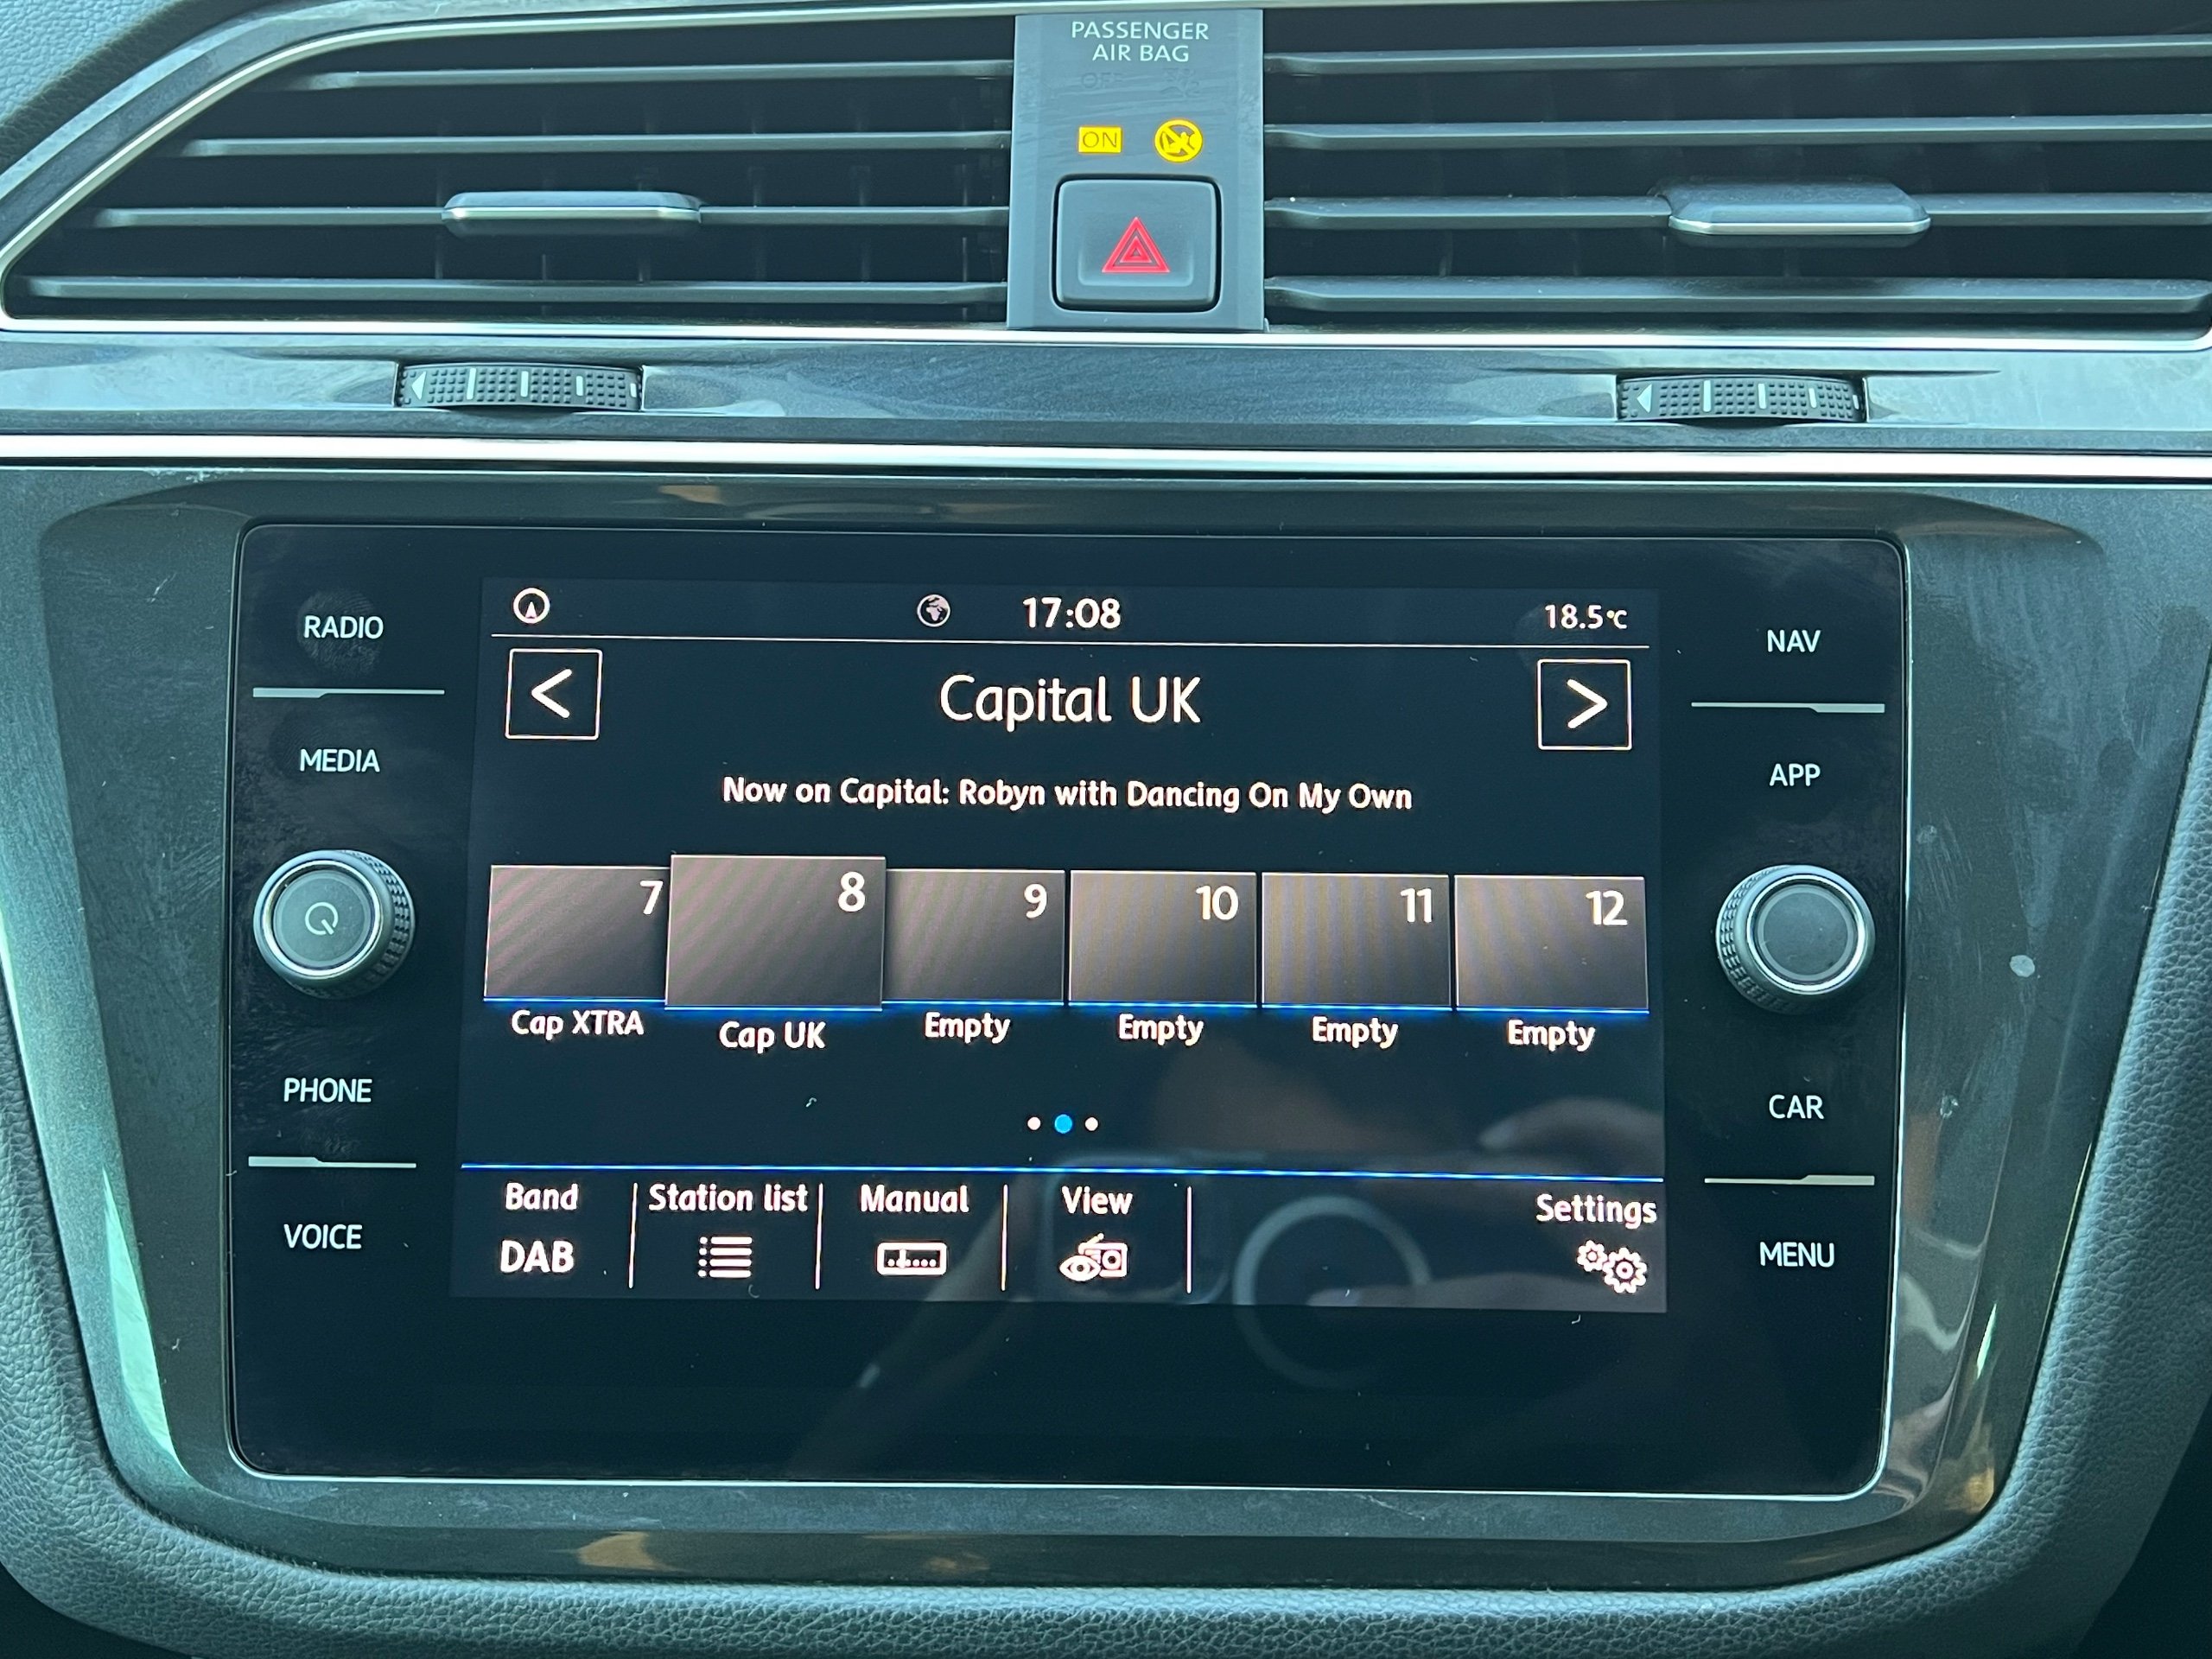 PASSENGER
AIR BAG
OFF
ON
RADIO
MEDIA
PHONE
VOICE
17:08
18.5°C
<
Capital UK
>
Now on Capital: Robyn with Dancing On My Own
7
8
9
10
11
12
Cap XTRA
Cap UK
Empty
Empty
Empty
Empty
Band
Station list
Manual
View
Settings
DAB
NAV
APP
CAR
MENU